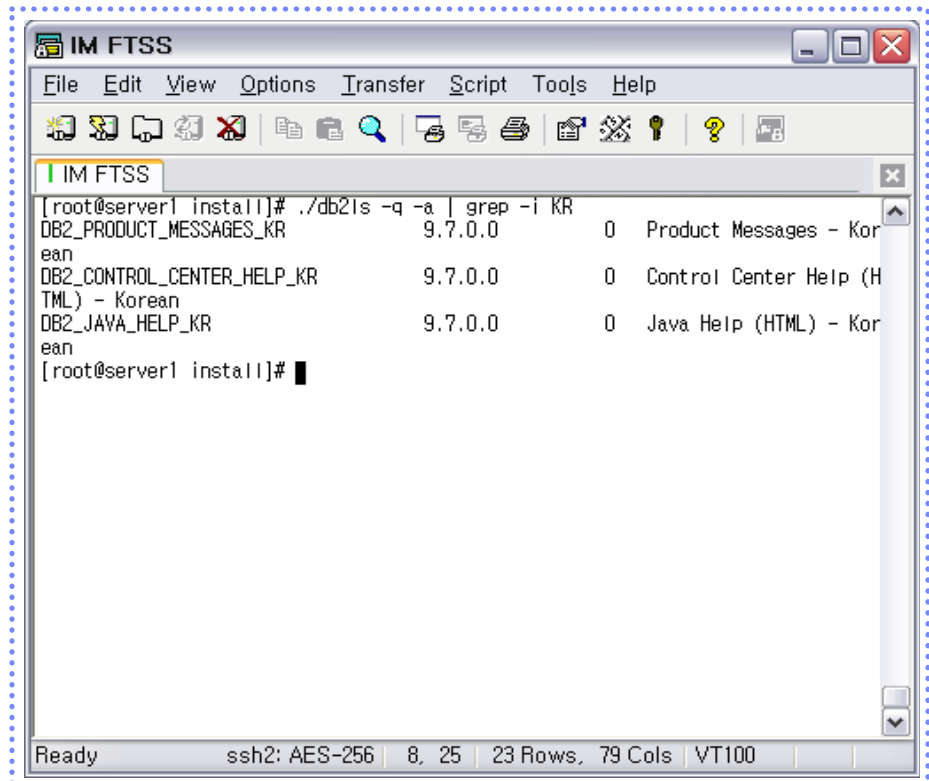 IM FTSS
File Edit View Options Transfer Script Tools Help
IM FTSS
[root@server1 install]# ./db2ls -q -a | grep -i KR
DB2_PRODUCT_MESSAGES_KR 9.7.0.0 0 Product Messages - Kor
ean
DB2_CONTROL_CENTER_HELP_KR 9.7.0.0 0 Control Center Help (H
TML) - Korean
DB2_JAVA_HELP_KR 9.7.0.0 0 Java Help (HTML) - Kor
ean
[root@server1 install]#
Ready ssh2: AES-256 8, 25 23 Rows, 79 Cols VT100